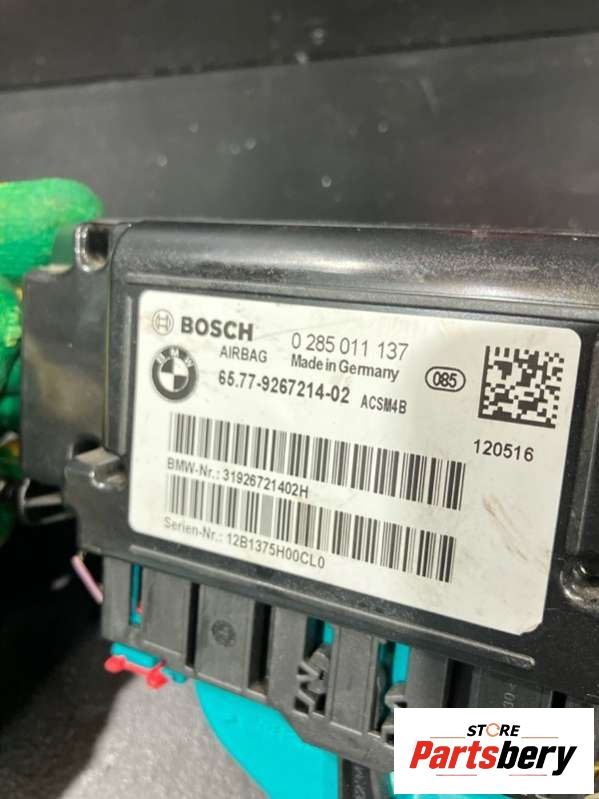 BOSCH 0 285 011 137
AIRBAG Made in Germany
BMW 65.77-9267214-02 ACSM4B 085
120516
BMW-Nr.: 31926721402H
Serien-Nr.: 12B1375H00CL0
STORE
Partsbery